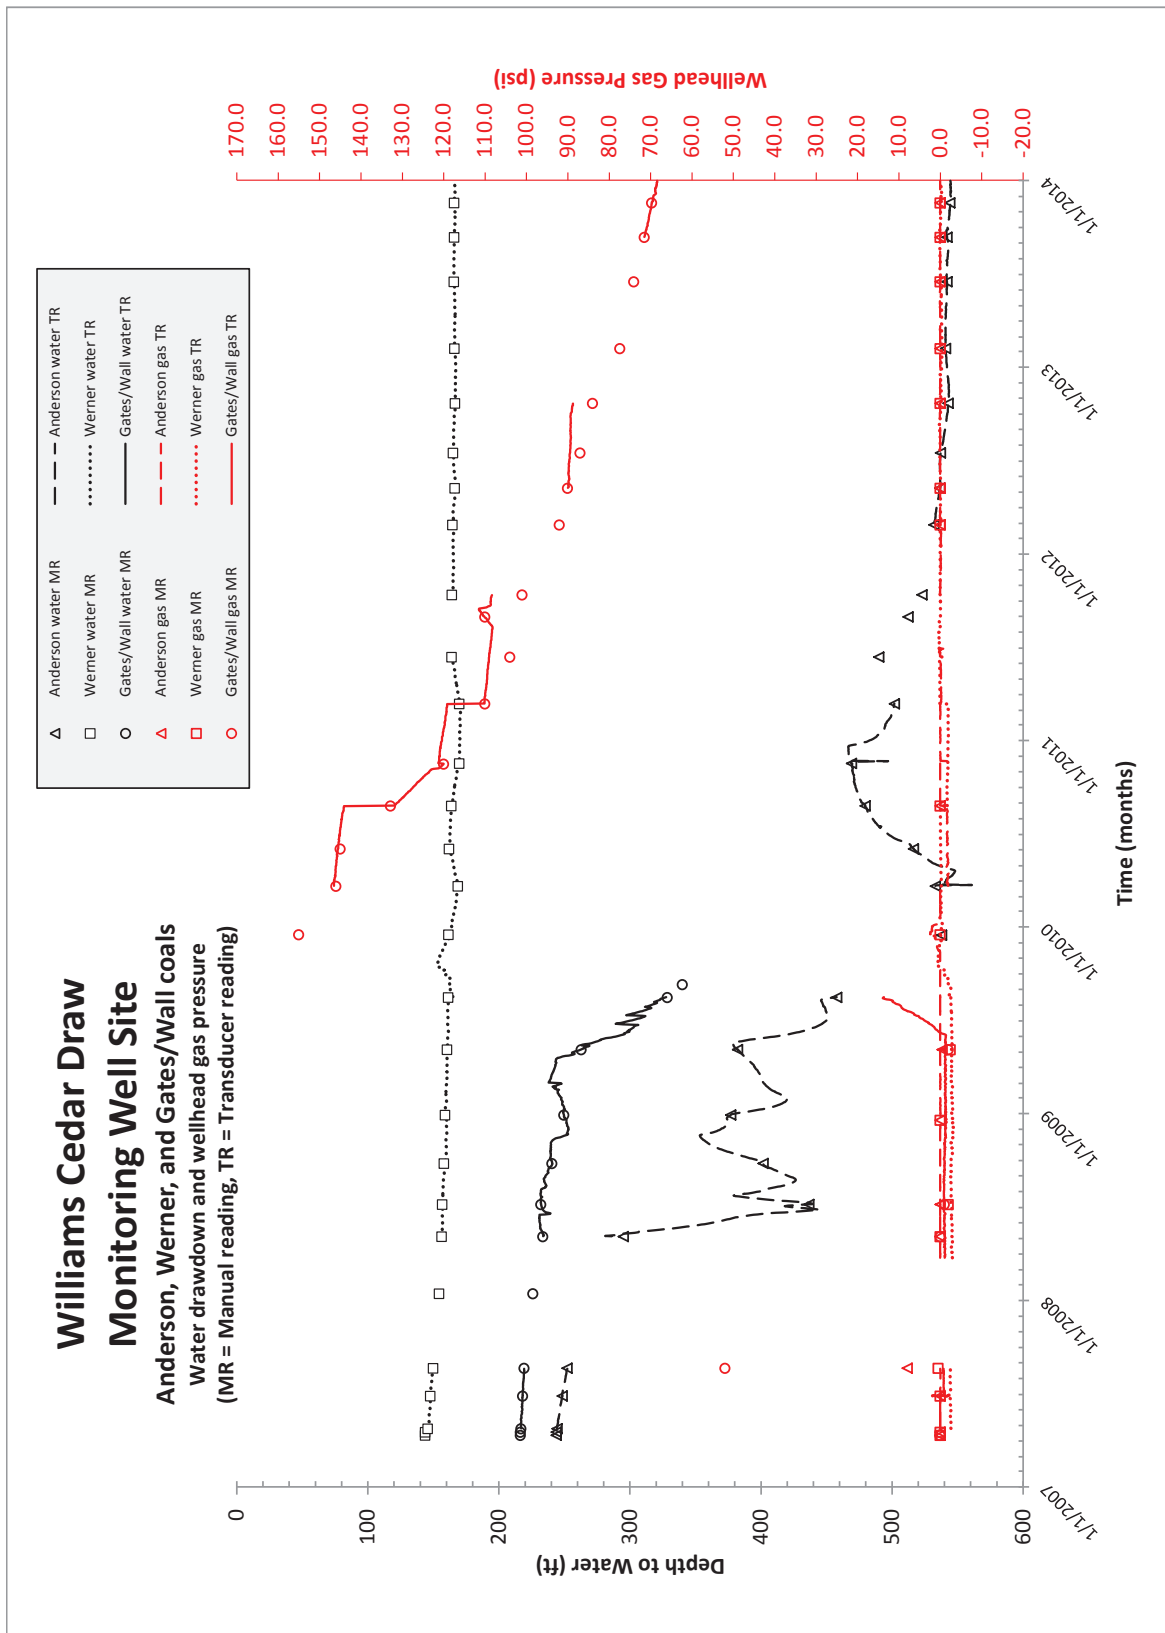 Williams Cedar Draw
Monitoring Well Site
Anderson, Werner, and Gates/Wall coals
Water drawdown and wellhead gas pressure
(MR = Manual reading, TR = Transducer reading)
Anderson water MR
Anderson water TR
Werner water MR
Werner water TR
Gates/Wall water MR
Gates/Wall water TR
Anderson gas MR
Anderson gas TR
Werner gas MR
Werner gas TR
Gates/Wall gas MR
Gates/Wall gas TR
Depth to Water (ft)
0
100
200
300
400
500
600
Wellhead Gas Pressure
(psi)
170.0
160.0
150.0
140.0
130.0
120.0
110.0
100.0
90.0
80.0
70.0
60.0
50.0
40.0
30.0
20.0
10.0
0.0
-10.0
-20.0
1/1/2007
1/1/2008
1/1/2009
1/1/2010
1/1/2011
1/1/2012
1/1/2013
1/1/2014
Time (months)